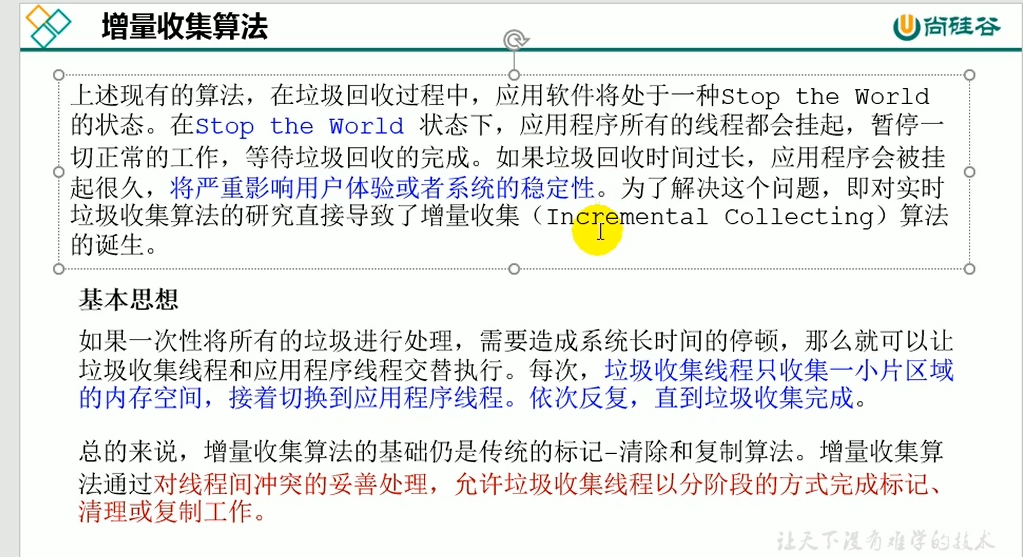 增量收集算法
尚硅谷
上述现有的算法，在垃圾回收过程中，应用软件将处于一种Stop the World
的状态。在Stop the World 状态下，应用程序所有的线程都会挂起，暂停一
切正常的工作，等待垃圾回收的完成。如果垃圾回收时间过长，应用程序会被挂
起很久，将严重影响用户体验或者系统的稳定性。为了解决这个问题，即对实时
垃圾收集算法的研究直接导致了增量收集（Incremental Collecting）算法
的诞生。
基本思想
如果一次性将所有的垃圾进行处理，需要造成系统长时间的停顿，那么就可以让
垃圾收集线程和应用程序线程交替执行。每次，垃圾收集线程只收集一小片区域
的内存空间，接着切换到应用程序线程。依次反复，直到垃圾收集完成。
总的来说，增量收集算法的基础仍是传统的标记-清除和复制算法。增量收集算
法通过对线程间冲突的妥善处理，允许垃圾收集线程以分阶段的方式完成标记、
清理或复制工作。
让天下没有难学的技术